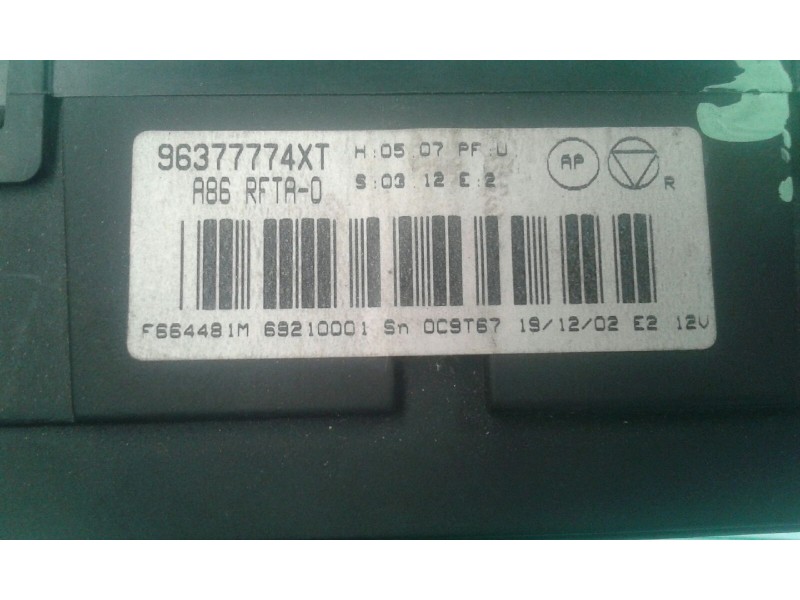 96377774XT H:05 07 PF:U
A86 RFTA-0 S:03 12 E:2
AP
R
F664481M 69210001 Sn 0C9T67 19/12/02 E2 12V